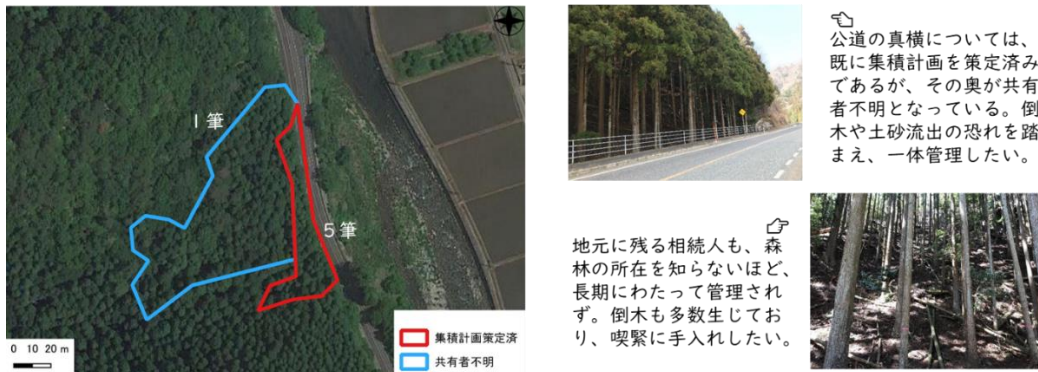 1筆
5筆
0 10 20 m
集積計画策定済
共有者不明
公道の真横については、
既に集積計画を策定済み
であるが、その奥が共有
者不明となっている。倒
木や土砂流出の恐れを踏
まえ、一体管理したい。
地元に残る相続人も、森
林の所在を知らないほど、
長期にわたって管理され
ず。倒木も多数生じてお
り、喫緊に手入れしたい。